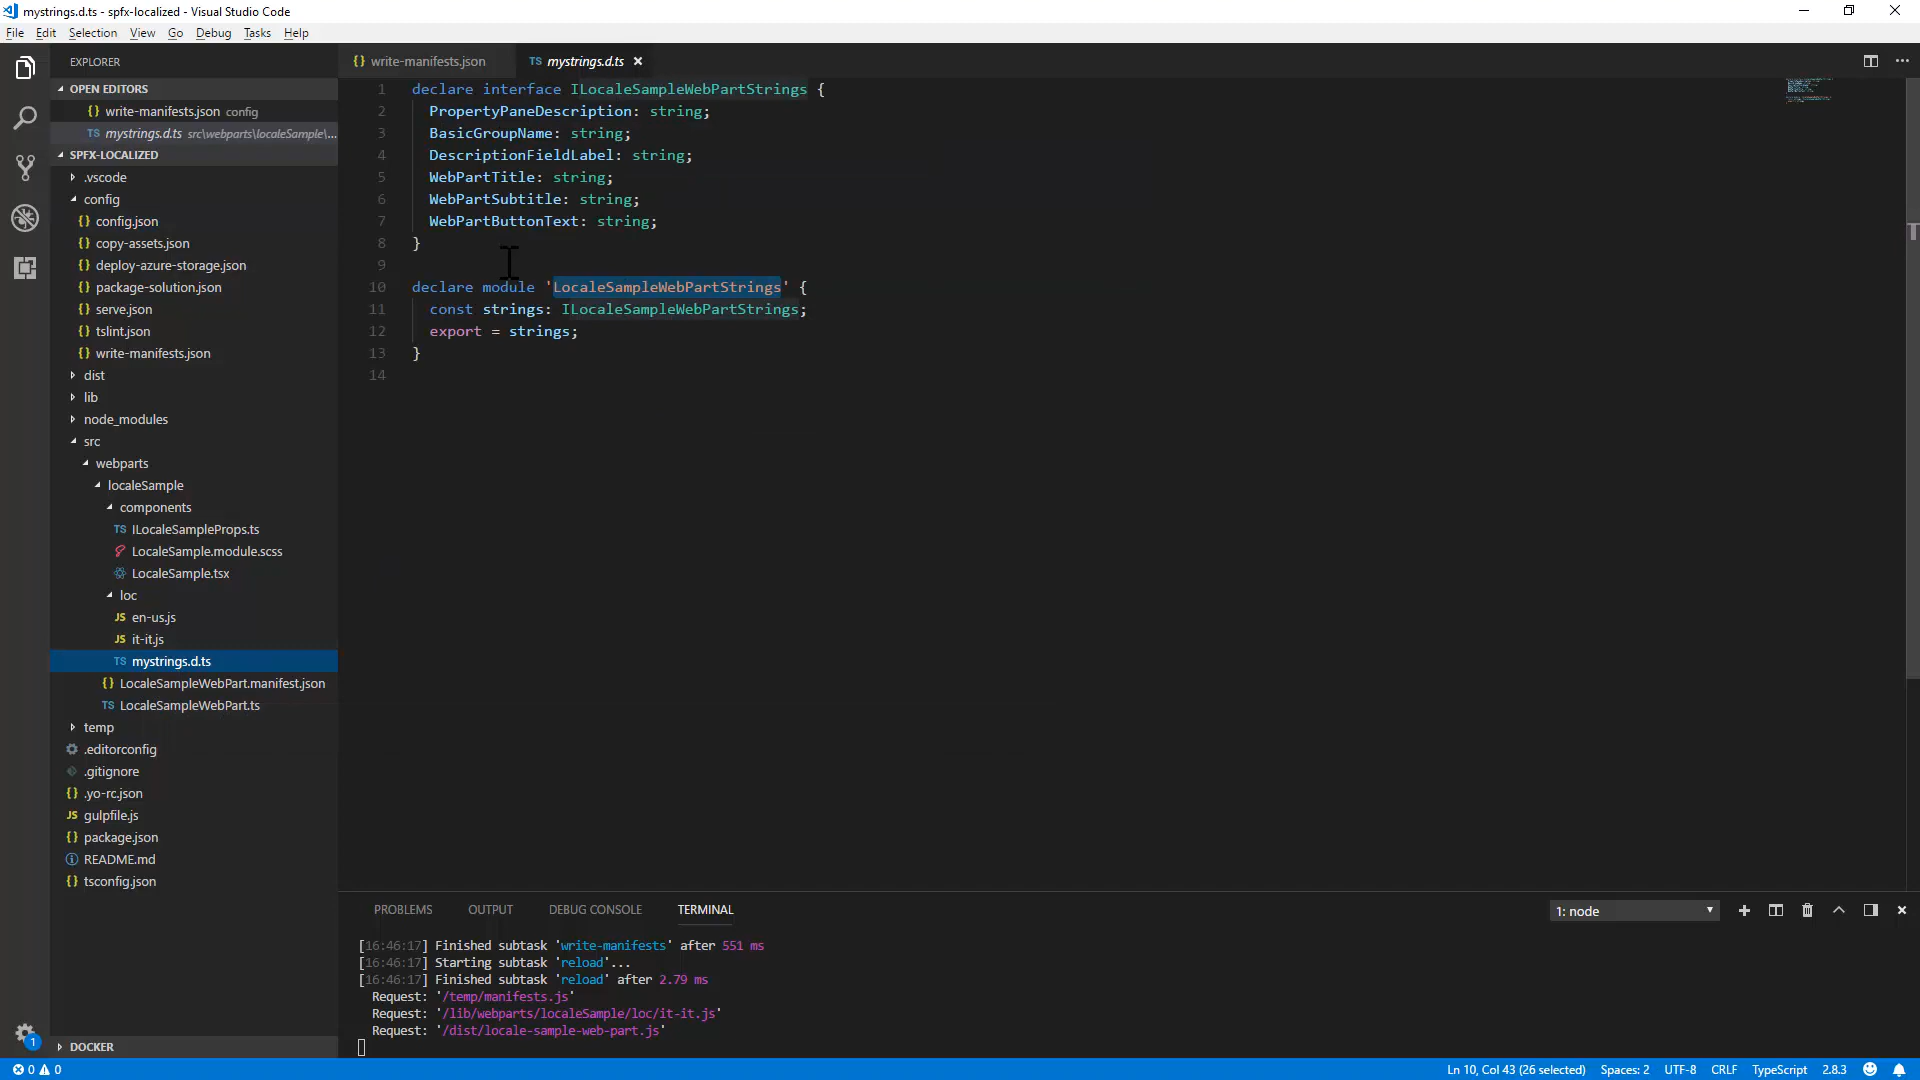 mystrings.d.ts - spfx-localized - Visual Studio Code
File Edit Selection View Go Debug Tasks Help
EXPLORER
OPEN EDITORS
{} write-manifests.json config
TS mystrings.d.ts src\webparts\localeSample\...
SPFX-LOCALIZED
.vscode
config
{} config.json
{} copy-assets.json
{} deploy-azure-storage.json
{} package-solution.json
{} serve.json
{} tslint.json
{} write-manifests.json
dist
lib
node_modules
src
webparts
localeSample
components
TS ILocaleSampleProps.ts
LocaleSample.module.scss
LocaleSample.tsx
loc
JS en-us.js
JS it-it.js
TS mystrings.d.ts
{} LocaleSampleWebPart.manifest.json
TS LocaleSampleWebPart.ts
temp
.editorconfig
.gitignore
{} .yo-rc.json
JS gulpfile.js
{} package.json
README.md
{} tsconfig.json
DOCKER
1
{} write-manifests.json TS mystrings.d.ts
1 declare interface ILocaleSampleWebPartStrings {
2 PropertyPaneDescription: string;
3 BasicGroupName: string;
4 DescriptionFieldLabel: string;
5 WebPartTitle: string;
6 WebPartSubtitle: string;
7 WebPartButtonText: string;
8 }
9
10 declare module 'LocaleSampleWebPartStrings' {
11 const strings: ILocaleSampleWebPartStrings;
12 export = strings;
13 }
14
PROBLEMS OUTPUT DEBUG CONSOLE TERMINAL 1: node
[16:46:17] Finished subtask 'write-manifests' after 551 ms
[16:46:17] Starting subtask 'reload'...
[16:46:17] Finished subtask 'reload' after 2.79 ms
Request: '/temp/manifests.js'
Request: '/lib/webparts/localeSample/loc/it-it.js'
Request: '/dist/locale-sample-web-part.js'
0 0 Ln 10, Col 43 (26 selected) Spaces: 2 UTF-8 CRLF TypeScript 2.8.3